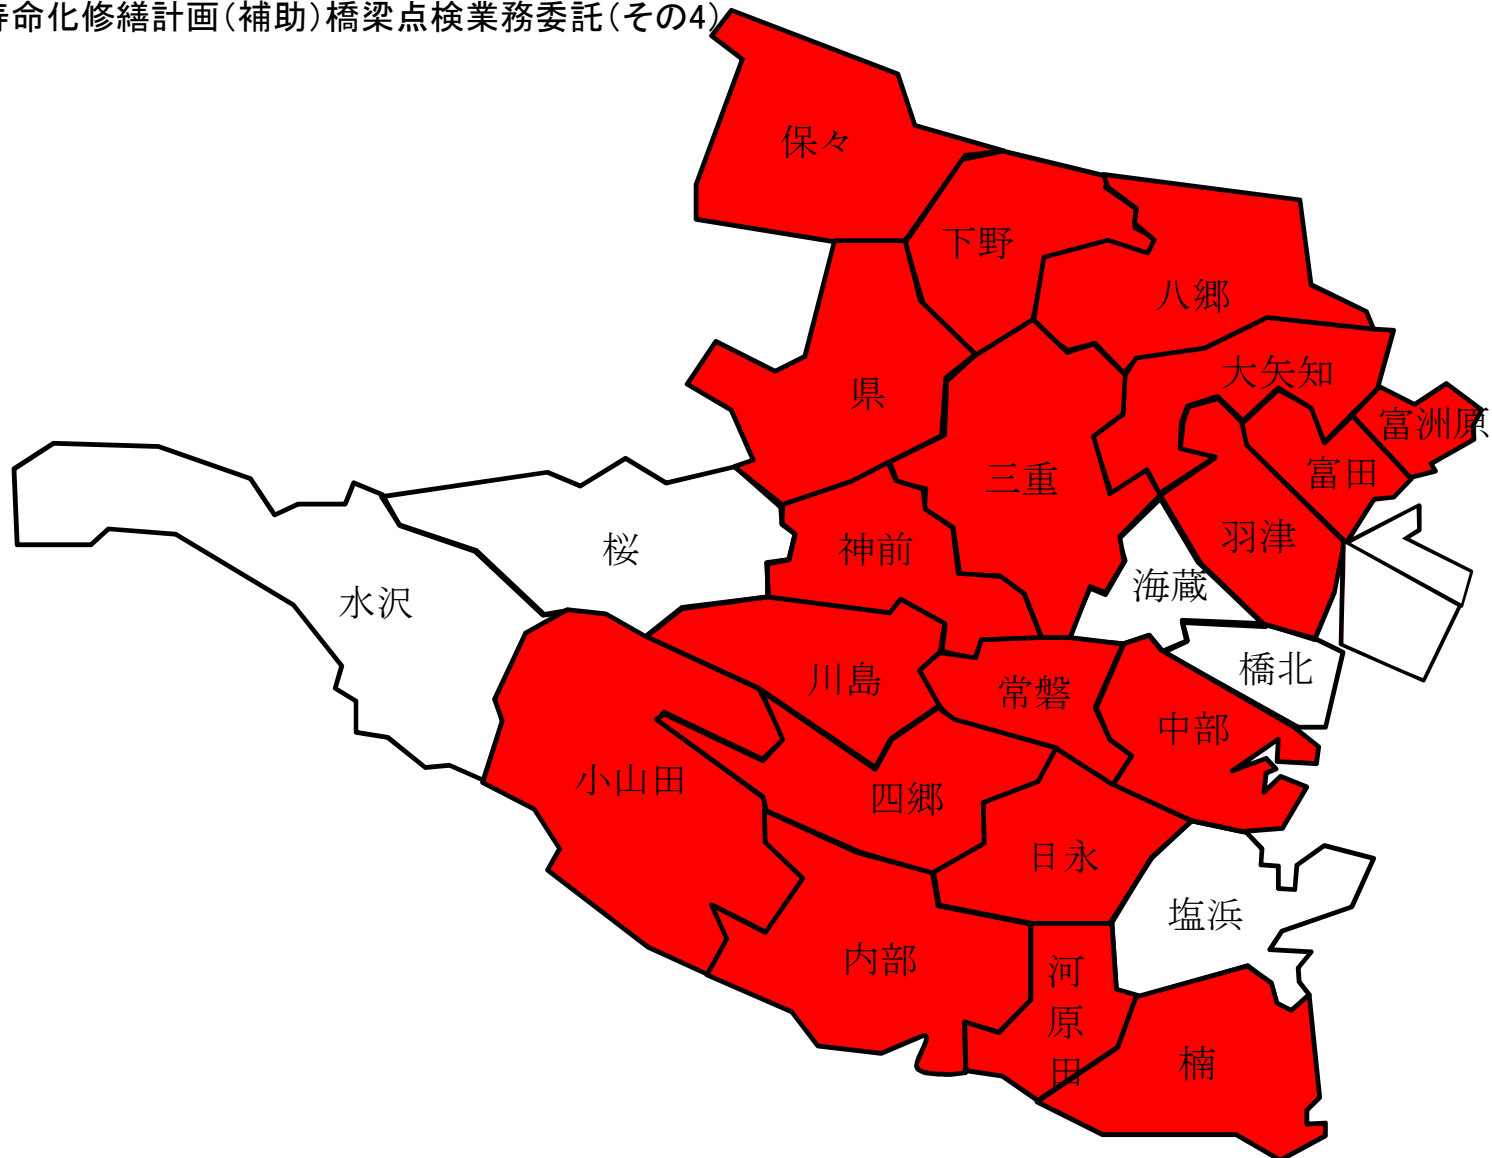 寿命化修繕計画(補助)橋梁点検業務委託(その4)
保々
下野
八郷
大矢知
県
富洲原
富田
三重
羽津
神前
桜
海蔵
水沢
橋北
川島
常磐
中部
小山田
四郷
日永
塩浜
内部
河原田
楠